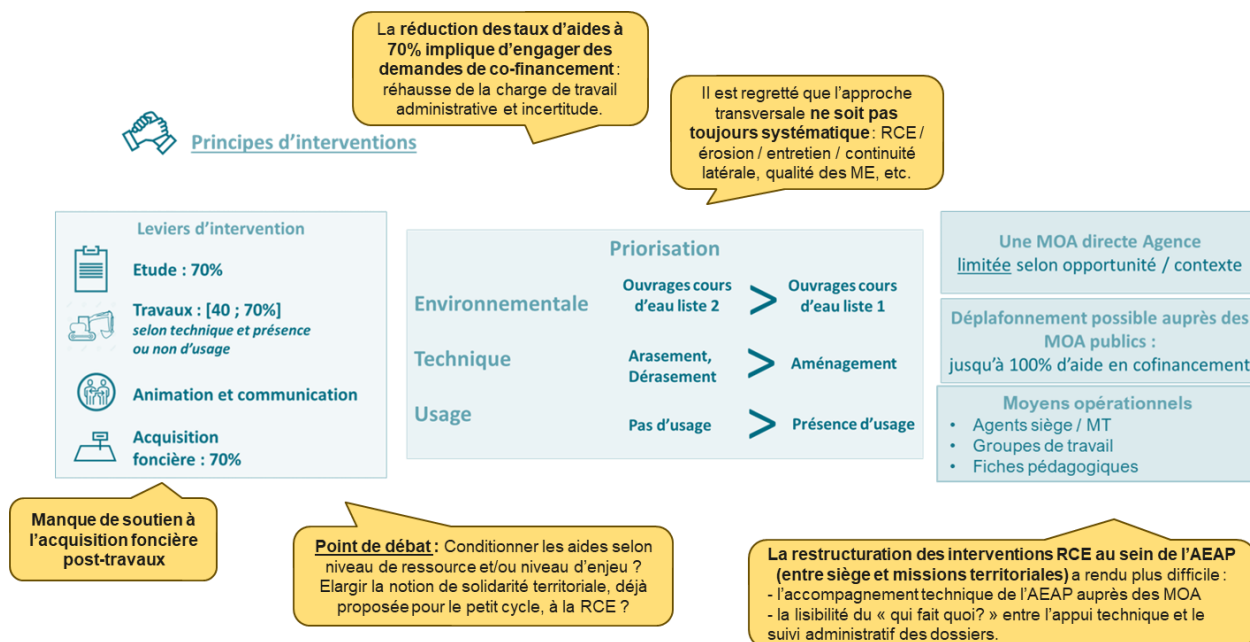 La réduction des taux d'aides à
70% implique d'engager des
demandes de co-financement :
réhausse de la charge de travail
administrative et incertitude.
Il est regretté que l'approche
transversale ne soit pas
toujours systématique : RCE /
érosion / entretien / continuité
latérale, qualité des ME, etc.
Principes d'interventions
Leviers d'intervention
Etude : 70%
Travaux : [40 ; 70%]
selon technique et présence
ou non d'usage
Animation et communication
Acquisition
foncière : 70%
Priorisation
Environnementale
Ouvrages cours
d'eau liste 2
>
Ouvrages cours
d'eau liste 1
Technique
Arasement,
Dérasement
>
Aménagement
Usage
Pas d'usage
>
Présence d'usage
Une MOA directe Agence
limitée selon opportunité / contexte
Déplafonnement possible auprès des
MOA publics :
jusqu'à 100% d'aide en cofinancement
Moyens opérationnels
• Agents siège / MT
• Groupes de travail
• Fiches pédagogiques
Manque de soutien à
l'acquisition foncière
post-travaux
Point de débat : Conditionner les aides selon
niveau de ressource et/ou niveau d'enjeu ?
Elargir la notion de solidarité territoriale, déjà
proposée pour le petit cycle, à la RCE ?
La restructuration des interventions RCE au sein de l'AEAP
(entre siège et missions territoriales) a rendu plus difficile :
- l'accompagnement technique de l'AEAP auprès des MOA
- la lisibilité du « qui fait quoi? » entre l'appui technique et le
suivi administratif des dossiers.